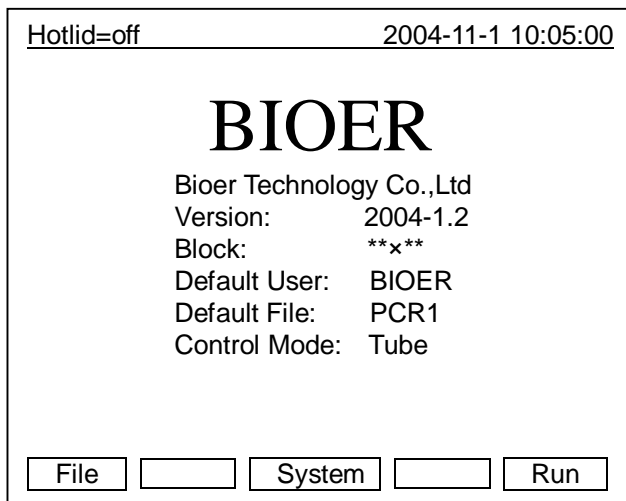 Hotlid=off 2004-11-1 10:05:00
BIOER
Bioer Technology Co.,Ltd
Version: 2004-1.2
Block: **×**
Default User: BIOER
Default File: PCR1
Control Mode: Tube
File System Run